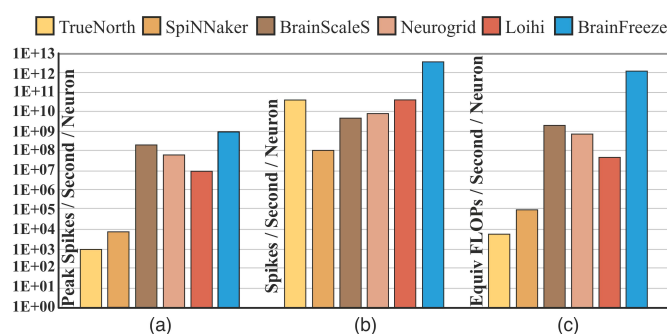 TrueNorth SpiNNaker BrainScaleS Neurogrid Loihi BrainFreeze
1E+13
1E+12
1E+11
1E+10
1E+09
1E+08
1E+07
1E+06
1E+05
1E+04
1E+03
1E+02
1E+01
1E+00
Peak Spikes / Second / Neuron
Spikes / Second / Neuron
Equiv FLOPs / Second / Neuron
(a) (b) (c)